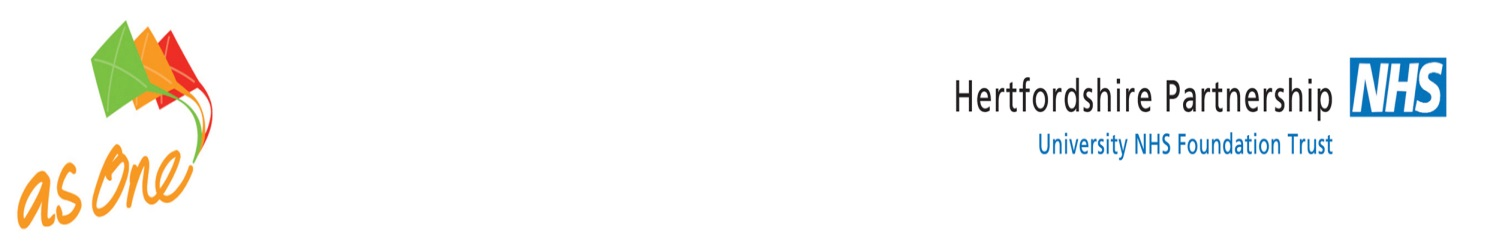 as One
Hertfordshire Partnership NHS
University NHS Foundation Trust